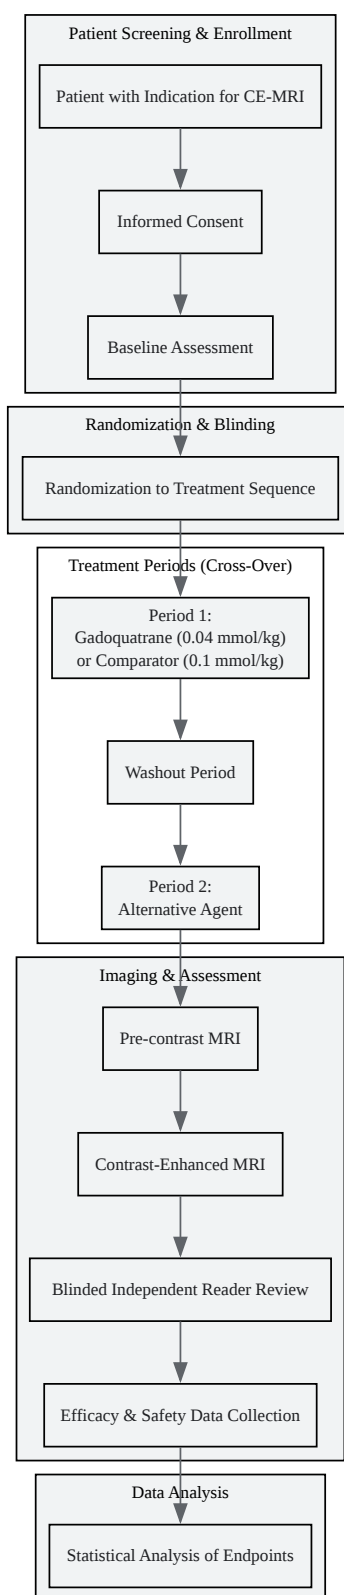 Patient Screening & Enrollment
Patient with Indication for CE-MRI
Informed Consent
Baseline Assessment
Randomization & Blinding
Randomization to Treatment Sequence
Treatment Periods (Cross-Over)
Period 1:
Gadoquatrane (0.04 mmol/kg)
or Comparator (0.1 mmol/kg)
Washout Period
Period 2:
Alternative Agent
Imaging & Assessment
Pre-contrast MRI
Contrast-Enhanced MRI
Blinded Independent Reader Review
Efficacy & Safety Data Collection
Data Analysis
Statistical Analysis of Endpoints